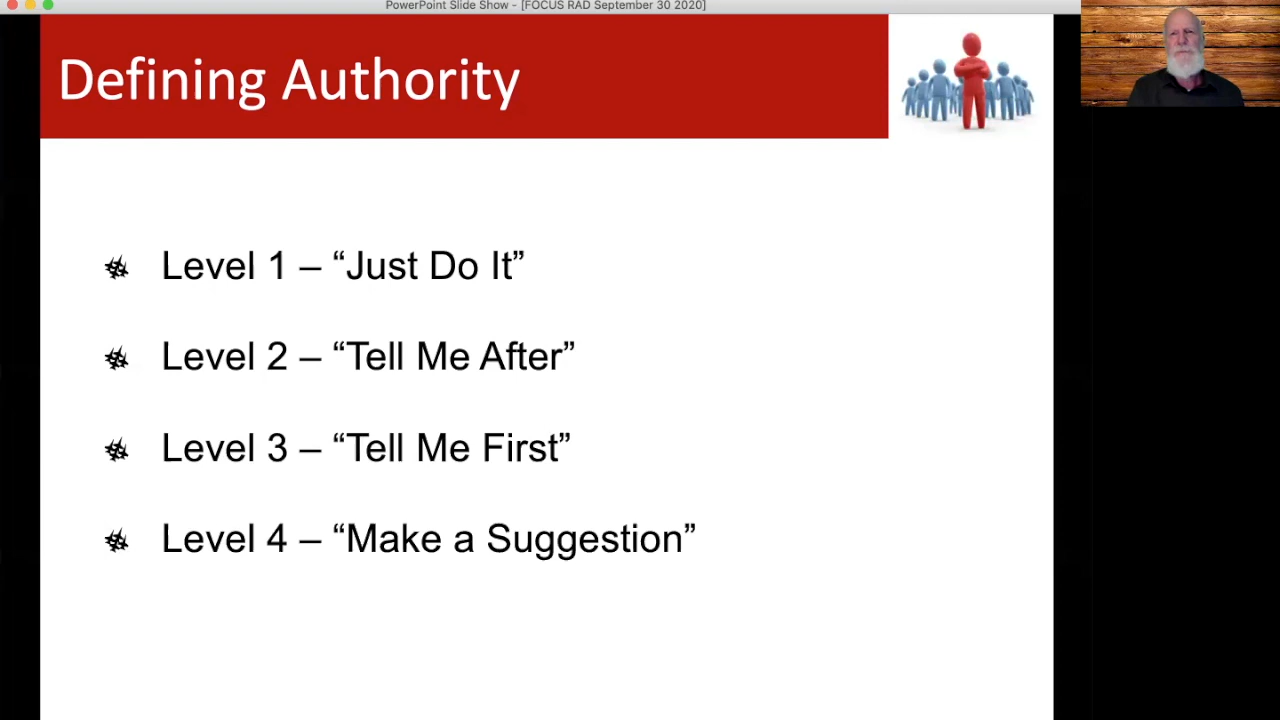 PowerPoint Slide Show - [FOCUS RAD September 30 2020]
Defining Authority
Level 1 – “Just Do It”
Level 2 – “Tell Me After”
Level 3 – “Tell Me First”
Level 4 – “Make a Suggestion”